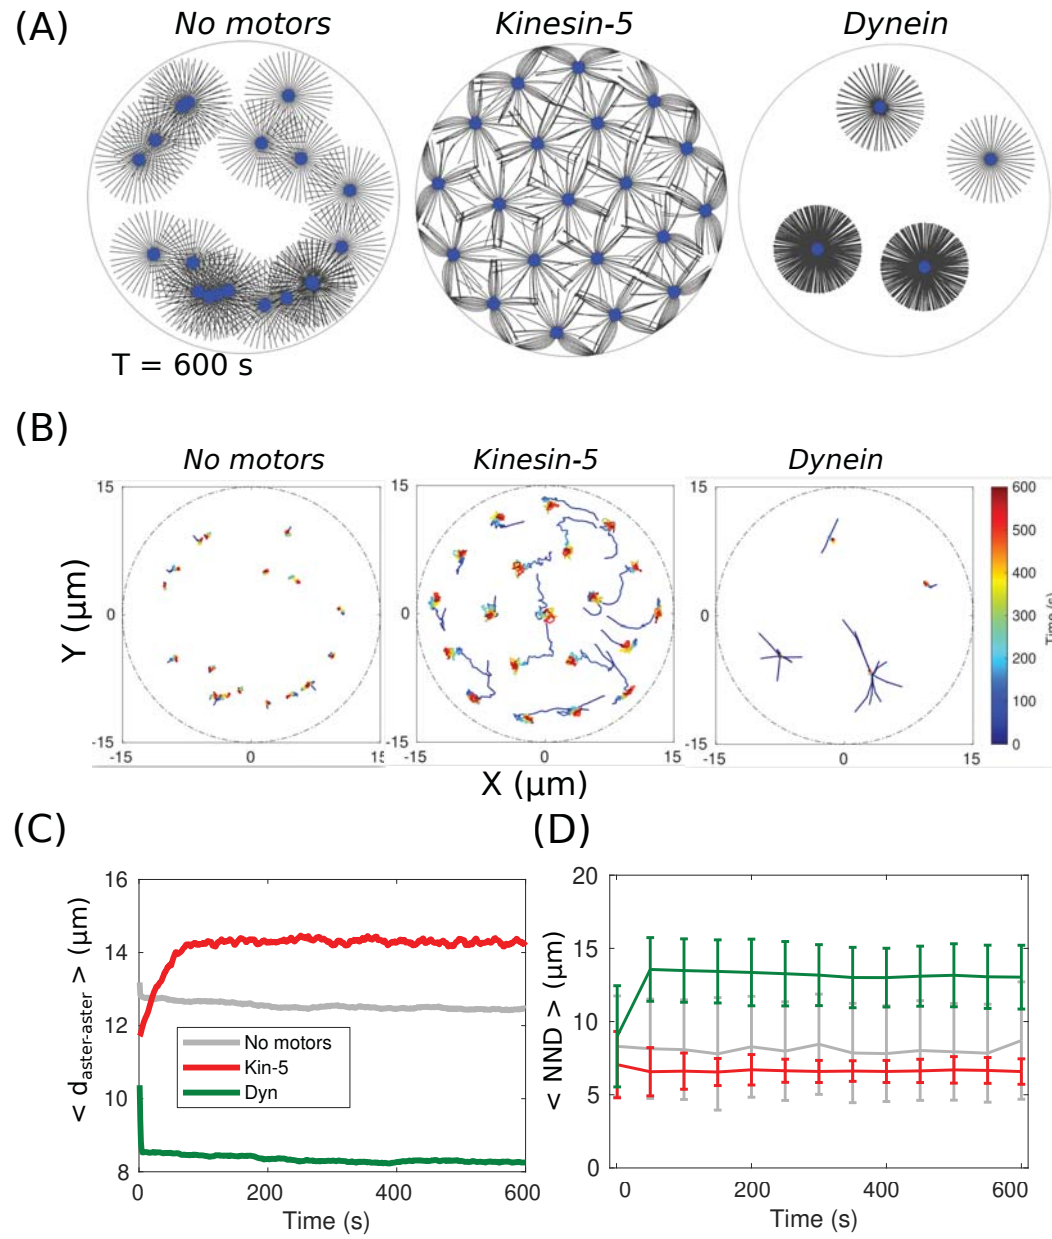 (A)
No motors
Kinesin-5
Dynein
T = 600 s
(B)
No motors
Kinesin-5
Dynein
15
0
-15
-15
0
15
15
0
-15
-15
0
15
15
0
-15
-15
0
15
600
500
400
300
200
100
0
Time (s)
Y (μm)
X (μm)
(C)
16
14
12
10
8
0
200
400
600
< d aster-aster > (μm)
Time (s)
No motors
Kin-5
Dyn
(D)
20
15
10
5
0
0
200
400
600
< NND > (μm)
Time (s)